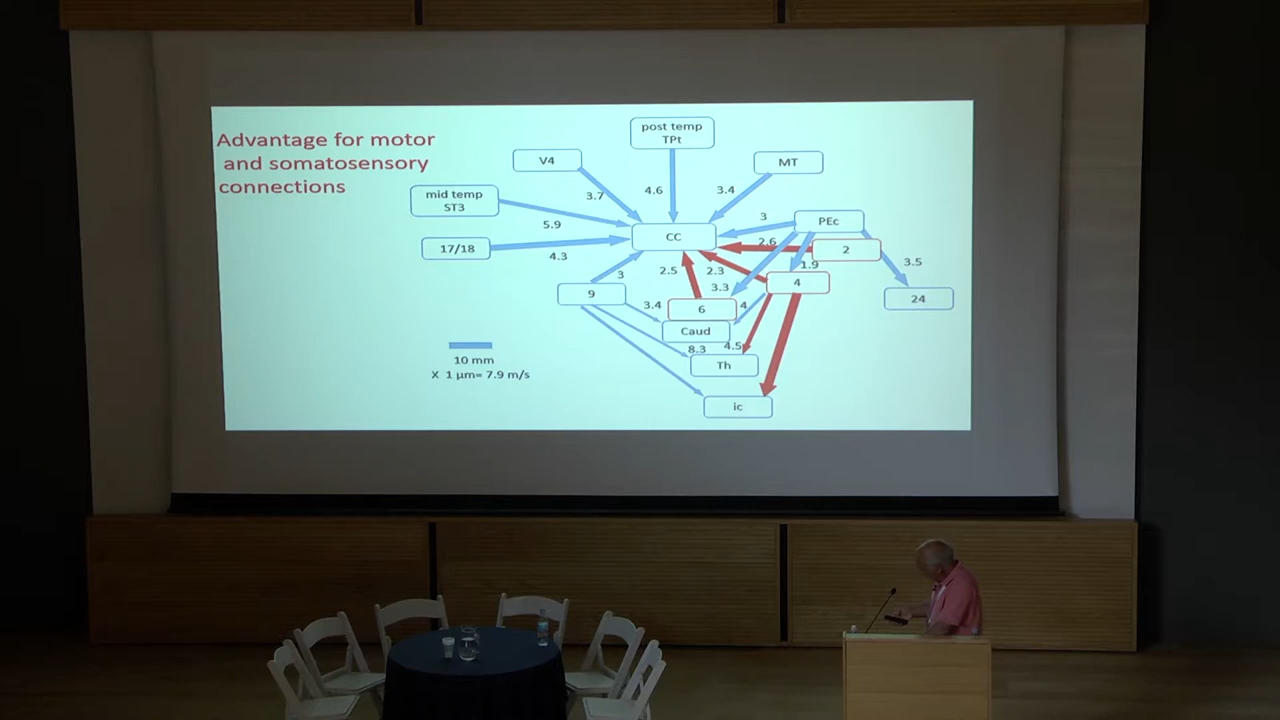 Advantage for motor
and somatosensory
connections
post temp
TPt
V4
MT
mid temp
ST3
3.7
4.6
3.4
PEc
5.9
3
CC
2.6
2
17/18
4.3
1.9
3.5
3
2.5
2.3
3.3
4
9
24
3.4
6
4
Caud
8.3
4.5
10 mm
Th
X 1 µm= 7.9 m/s
ic